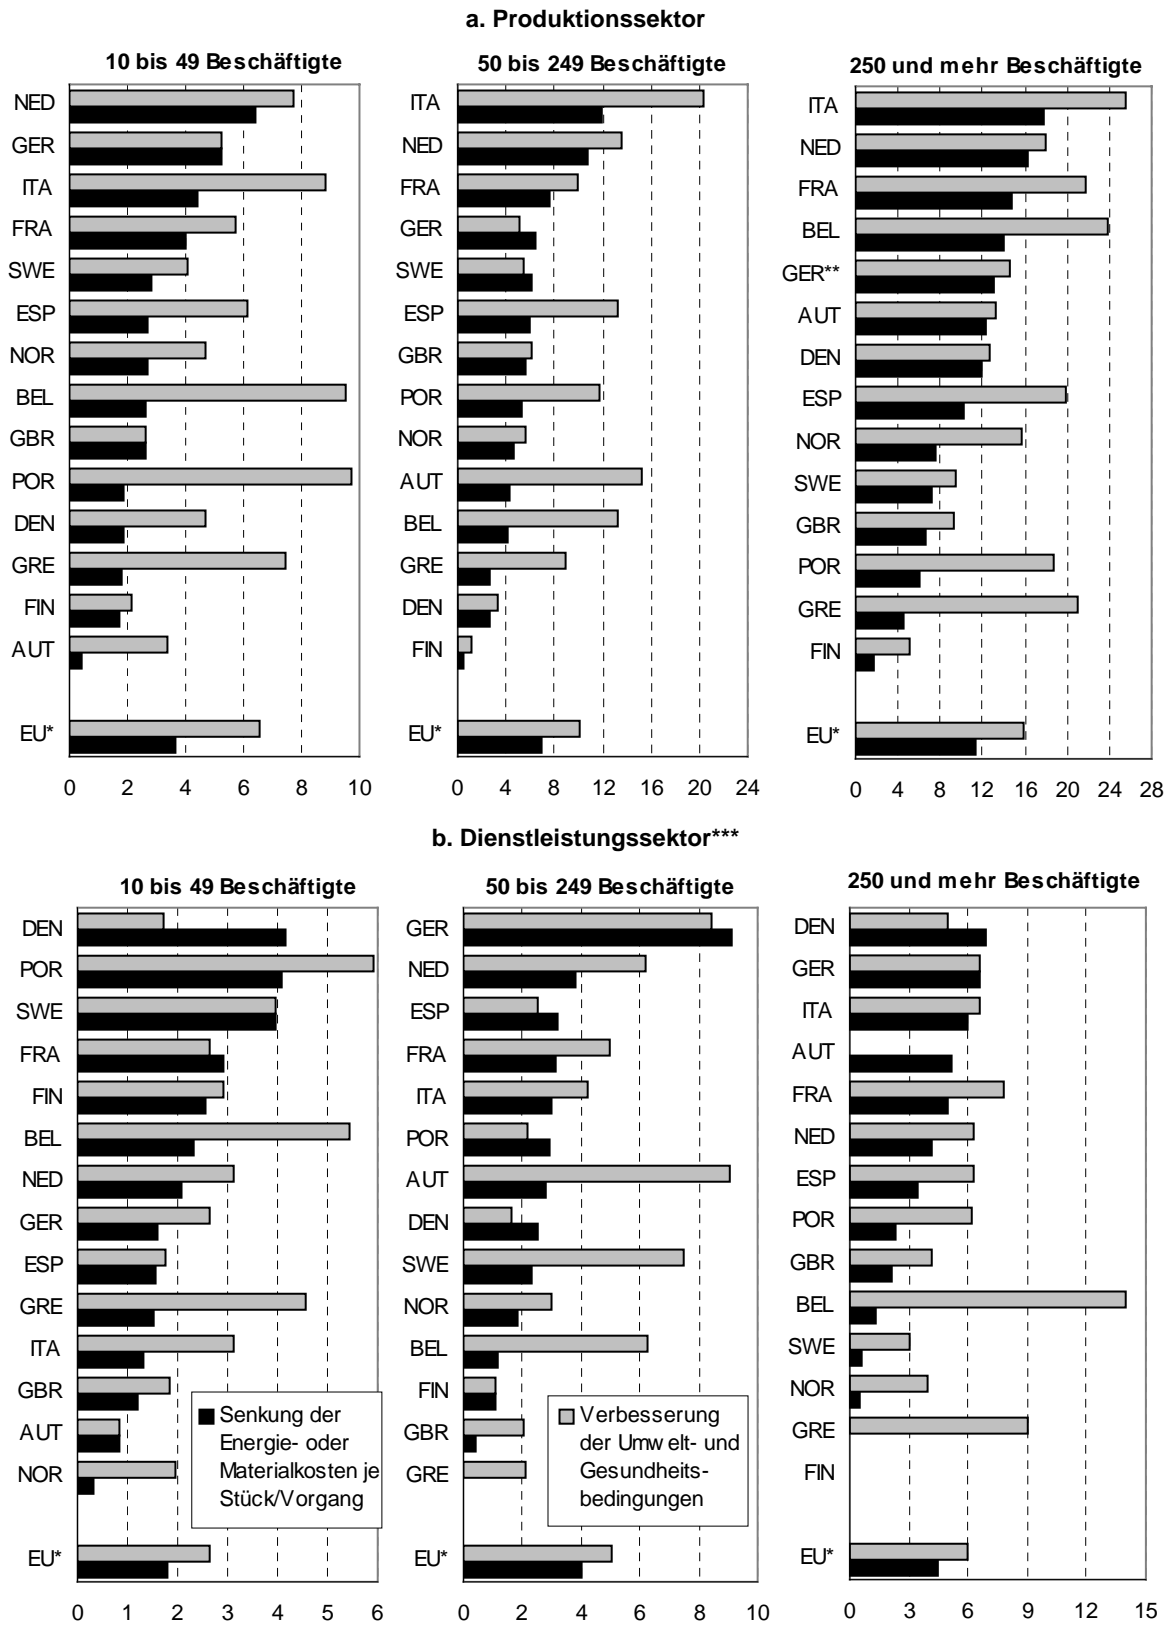 a. Produktionssektor
10 bis 49 Beschäftigte
NED
GER
ITA
FRA
SWE
ESP
NOR
BEL
GBR
POR
DEN
GRE
FIN
AUT
EU*
0 2 4 6 8 10
50 bis 249 Beschäftigte
ITA
NED
FRA
GER
SWE
ESP
GBR
POR
NOR
AUT
BEL
GRE
DEN
FIN
EU*
0 4 8 12 16 20 24
250 und mehr Beschäftigte
ITA
NED
FRA
BEL
GER**
AUT
DEN
ESP
NOR
SWE
GBR
POR
GRE
FIN
EU*
0 4 8 12 16 20 24 28
b. Dienstleistungssektor***
10 bis 49 Beschäftigte
DEN
POR
SWE
FRA
FIN
BEL
NED
GER
ESP
GRE
ITA
GBR
AUT
NOR
EU*
0 1 2 3 4 5 6
Senkung der
Energie- oder
Materialkosten je
Stück/Vorgang
50 bis 249 Beschäftigte
GER
NED
ESP
FRA
ITA
POR
AUT
DEN
SWE
NOR
BEL
FIN
GBR
GRE
EU*
0 2 4 6 8 10
Verbesserung
der Umwelt- und
Gesundheits-
bedingungen
250 und mehr Beschäftigte
DEN
GER
ITA
AUT
FRA
NED
ESP
POR
GBR
BEL
SWE
NOR
GRE
FIN
EU*
0 3 6 9 12 15